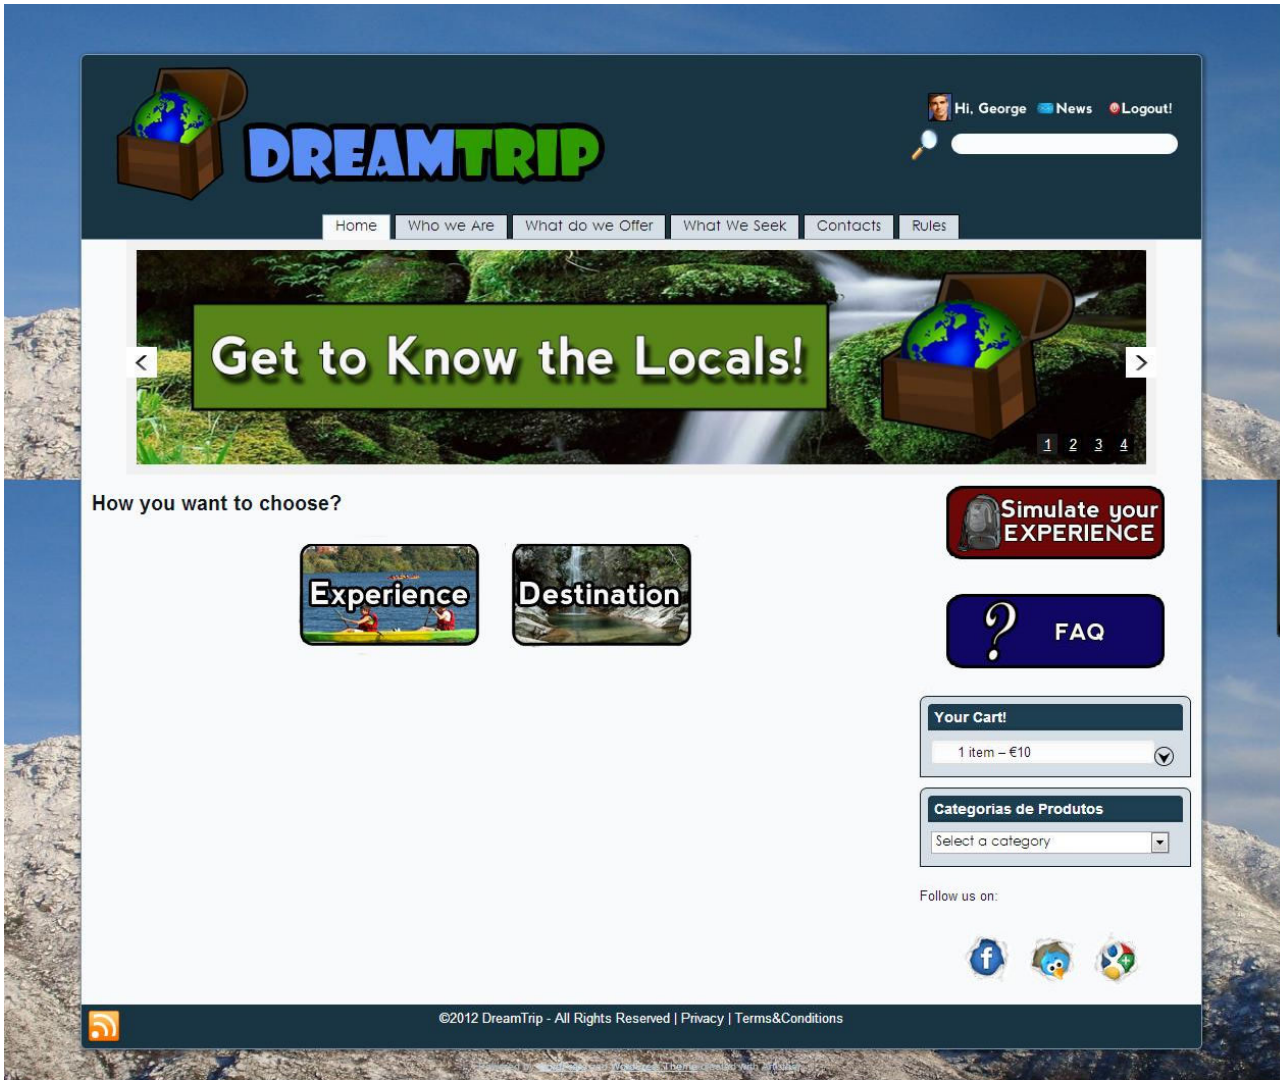 Hi, George News Logout!
DREAMTRIP
Home Who we Are What do we Offer What We Seek Contacts Rules
Get to Know the Locals!
< >
1 2 3 4
How you want to choose?
Experience Destination
Simulate your
EXPERIENCE
? FAQ
Your Cart!
1 item – €10
Categorias de Produtos
Select a category
Follow us on:
f
©2012 DreamTrip - All Rights Reserved | Privacy | Terms&Conditions